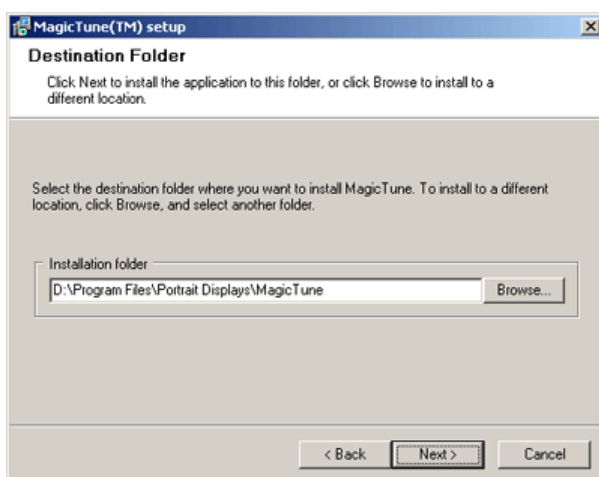 MagicTune(TM) setup
Destination Folder
Click Next to install the application to this folder, or click Browse to install to a
different location.
Select the destination folder where you want to install MagicTune. To install to a different
location, click Browse, and select another folder.
Installation folder
D:\Program Files\Portrait Displays\MagicTune
Browse...
< Back
Next >
Cancel